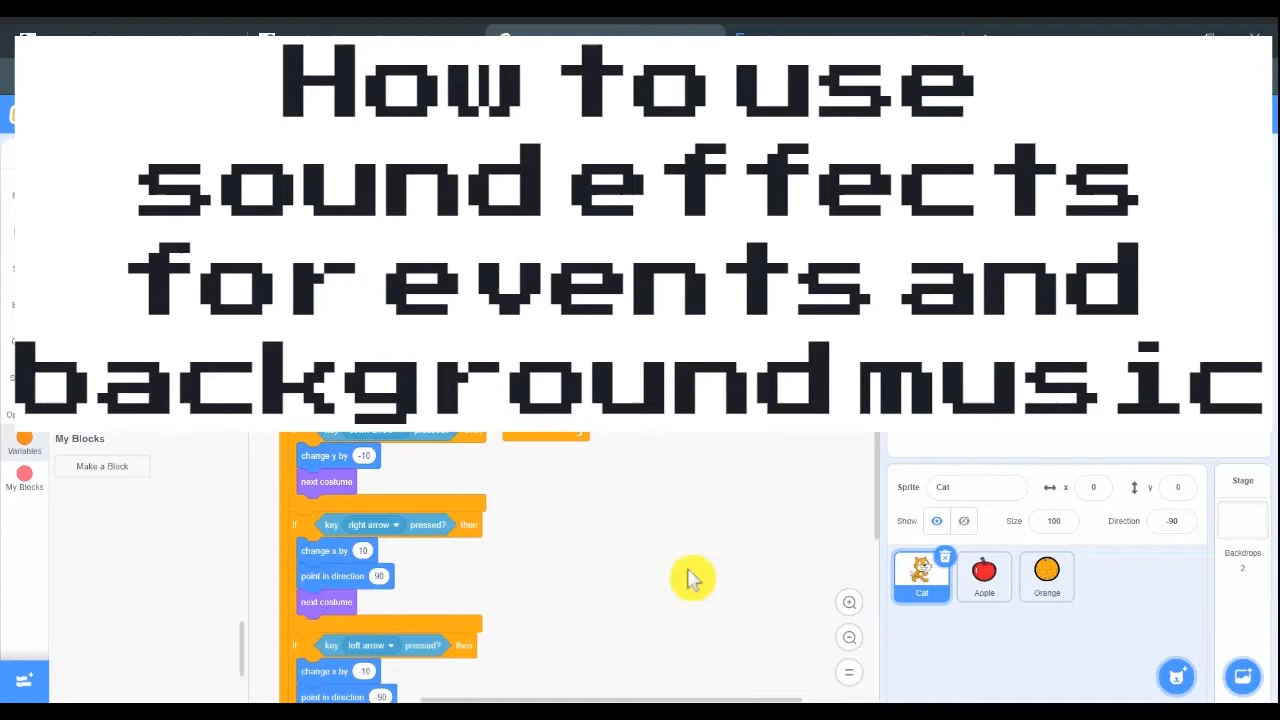 How to use
sound effects
for events and
background music
Variables
My Blocks
My Blocks
Make a Block
change y by -10
next costume
if key right arrow pressed? then
change x by 10
point in direction 90
next costume
if key left arrow pressed? then
change x by -10
point in direction -90
Sprite Cat x 0 y 0
Show Size 100 Direction -90
Cat Apple Orange
Stage
Backdrops
2